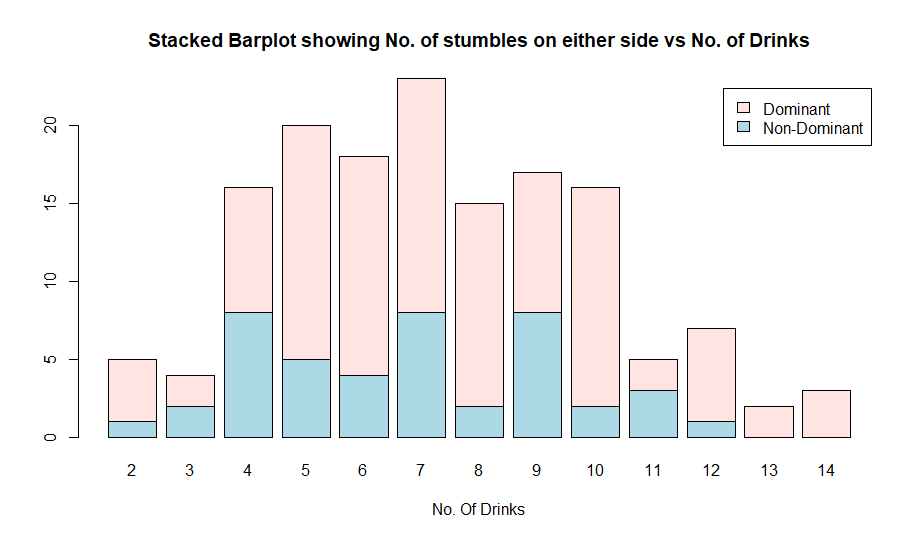 Stacked Barplot showing No. of stumbles on either side vs No. of Drinks
Dominant
Non-Dominant
20
15
10
5
0
2 3 4 5 6 7 8 9 10 11 12 13 14
No. Of Drinks